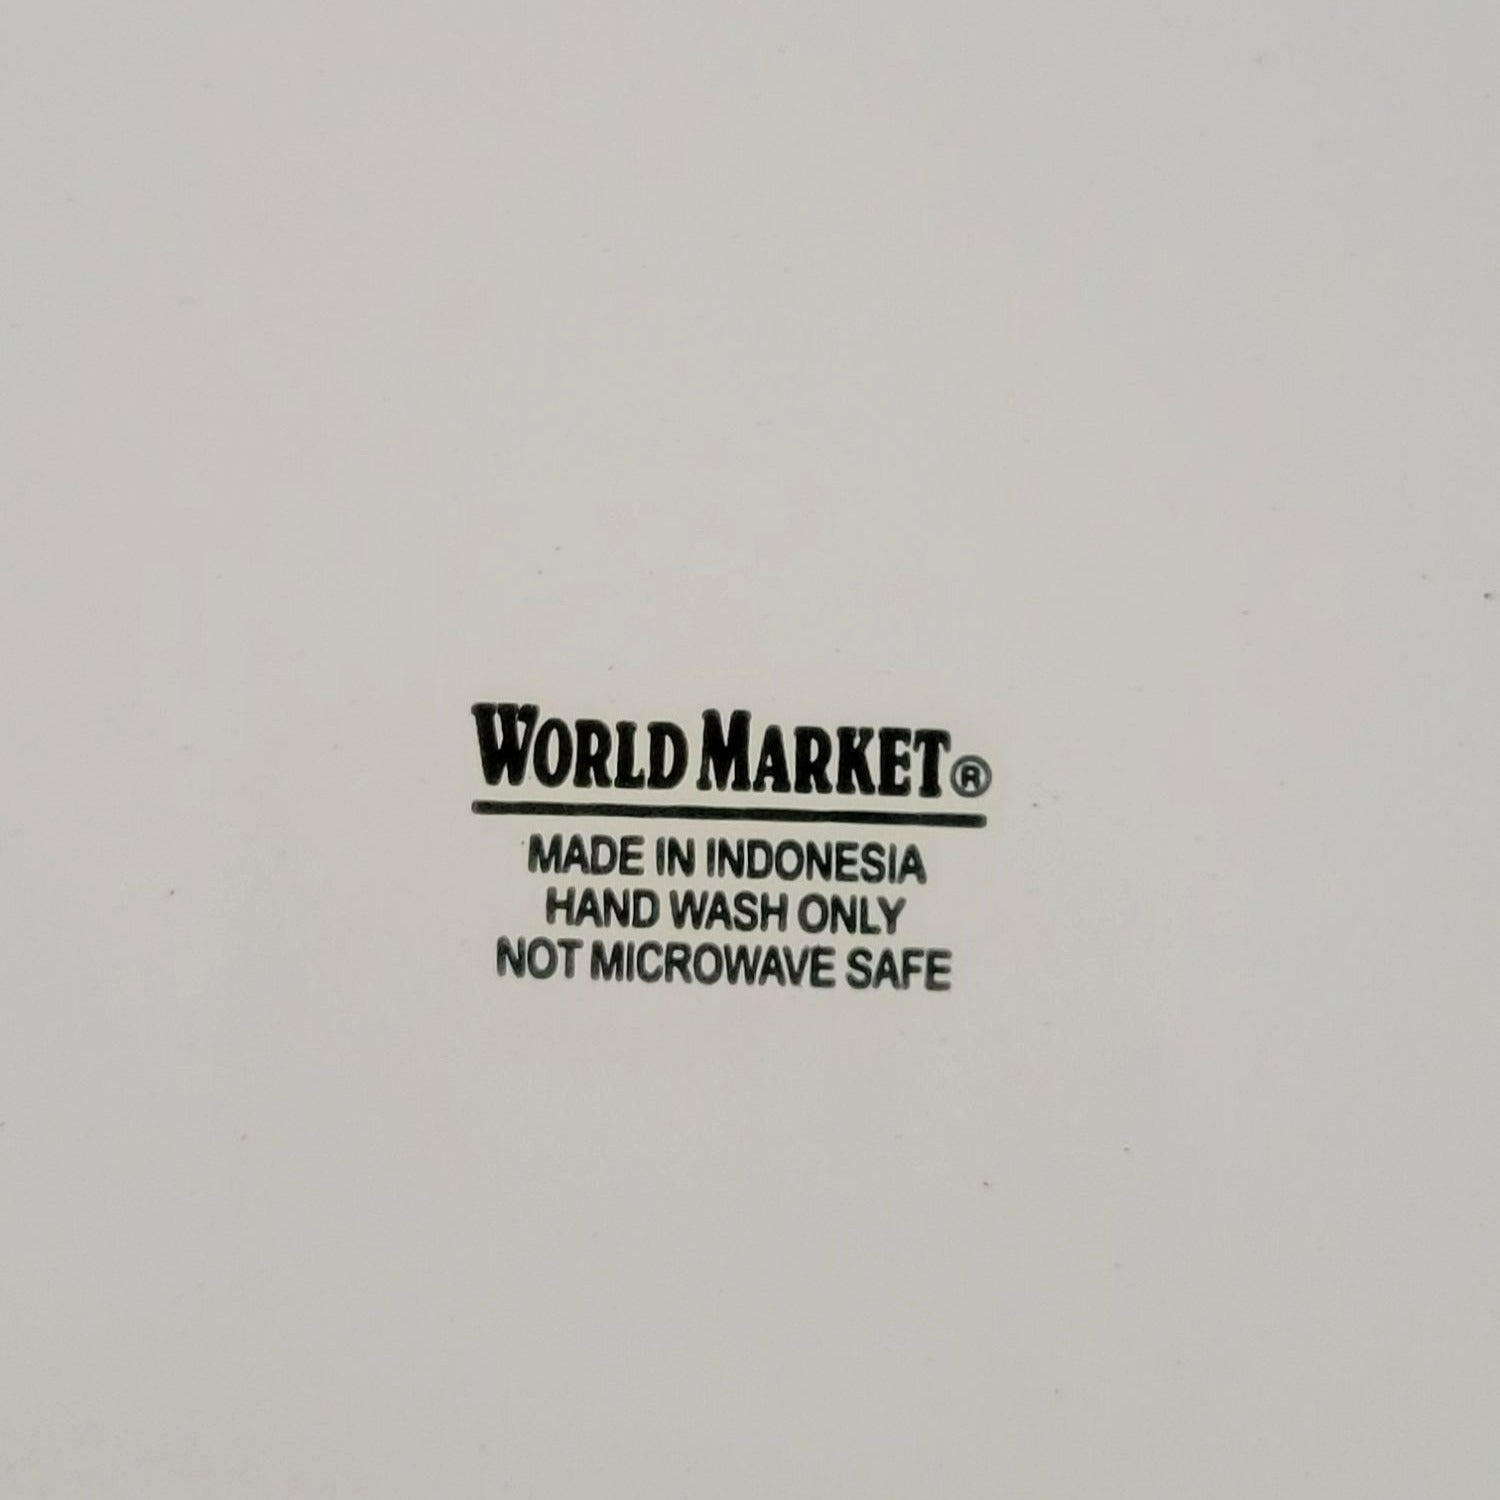 WORLD MARKET®
MADE IN INDONESIA
HAND WASH ONLY
NOT MICROWAVE SAFE